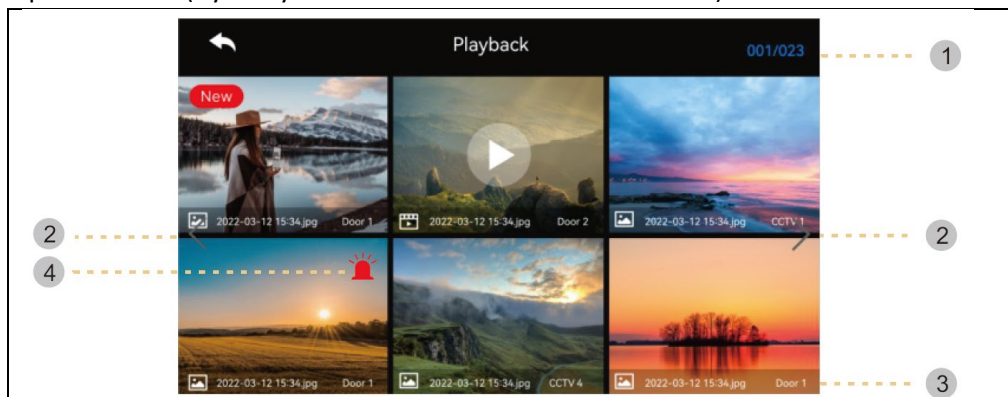 Playback
001/023
1
New
2022-03-12 15:34.jpg Door 1
2022-03-12 15:34.jpg Door 2
2022-03-12 15:34.jpg CCTV 1
2
2
4
2022-03-12 15:34.jpg Door 1
2022-03-12 15:34.jpg CCTV 4
2022-03-12 15:34.jpg Door 1
3